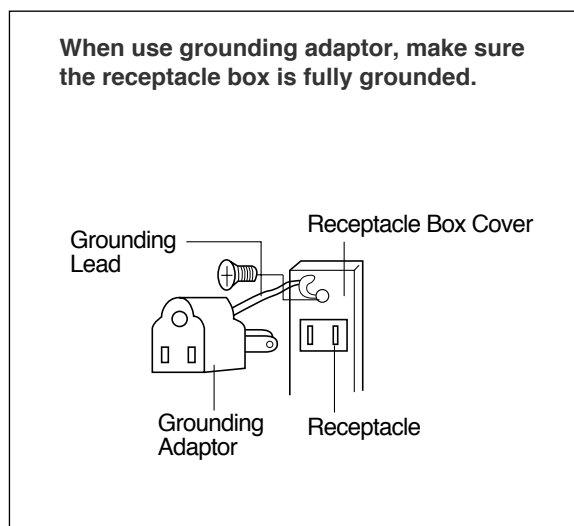 When use grounding adaptor, make sure
the receptacle box is fully grounded.
Receptacle Box Cover
Grounding
Lead
Grounding
Adaptor
Receptacle